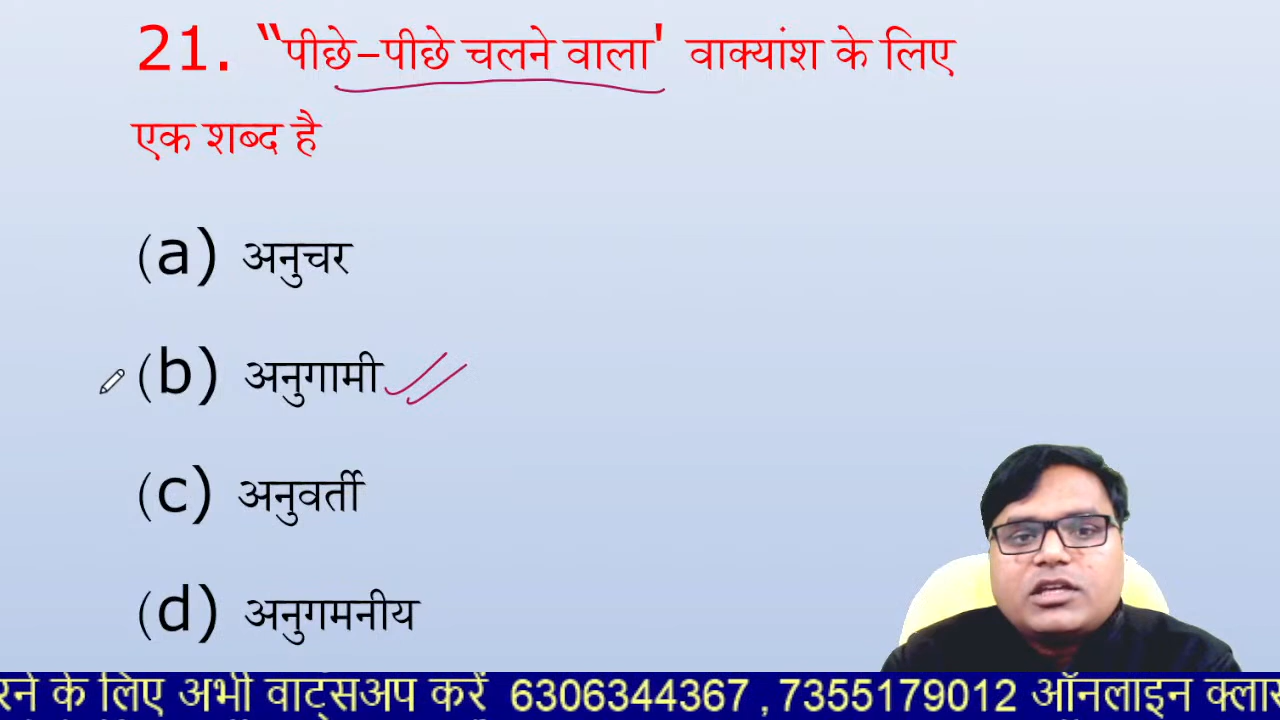 21. “पीछे-पीछे चलने वाला' वाक्यांश के लिए
एक शब्द है
(a) अनुचर
(b) अनुगामी
(c) अनुवर्ती
(d) अनुगमनीय
रने के लिए अभी वाट्सअप करें 6306344367 , 7355179012 ऑनलाइन क्लास